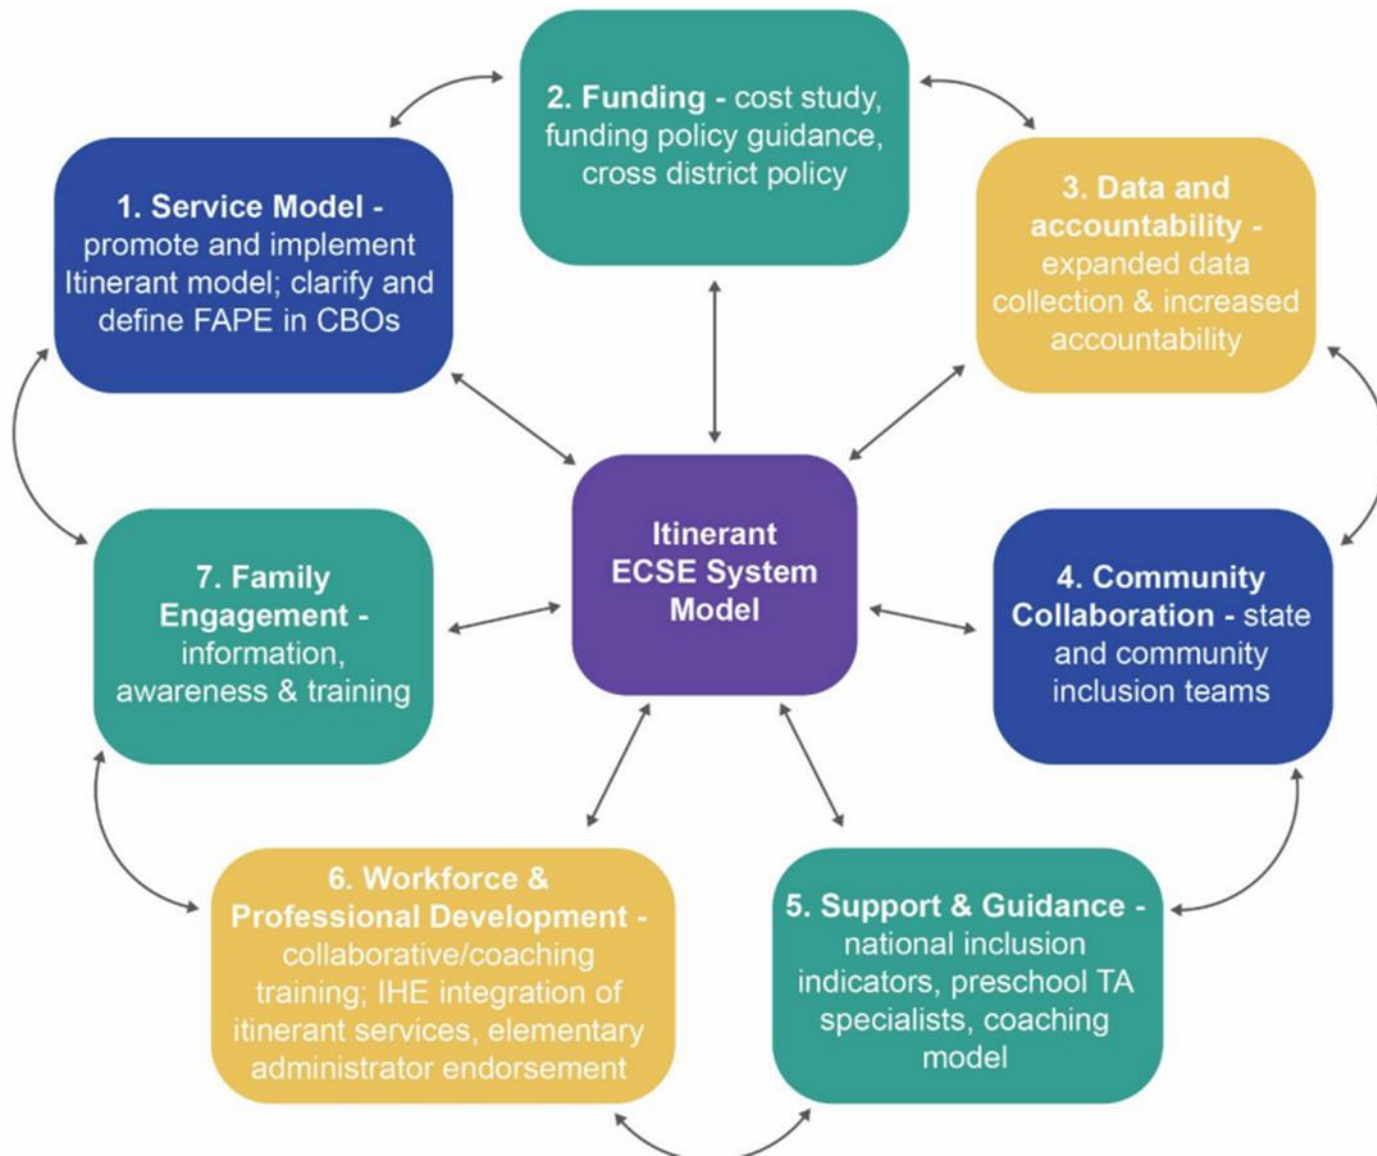 1. Service Model -
promote and implement
Itinerant model; clarify and
define FAPE in CBOs
2. Funding - cost study,
funding policy guidance,
cross district policy
3. Data and
accountability -
expanded data
collection & increased
accountability
4. Community
Collaboration - state
and community
inclusion teams
5. Support & Guidance -
national inclusion
indicators, preschool TA
specialists, coaching
model
6. Workforce &
Professional Development -
collaborative/coaching
training; IHE integration of
itinerant services, elementary
administrator endorsement
7. Family
Engagement -
information,
awareness & training
Itinerant
ECSE System
Model